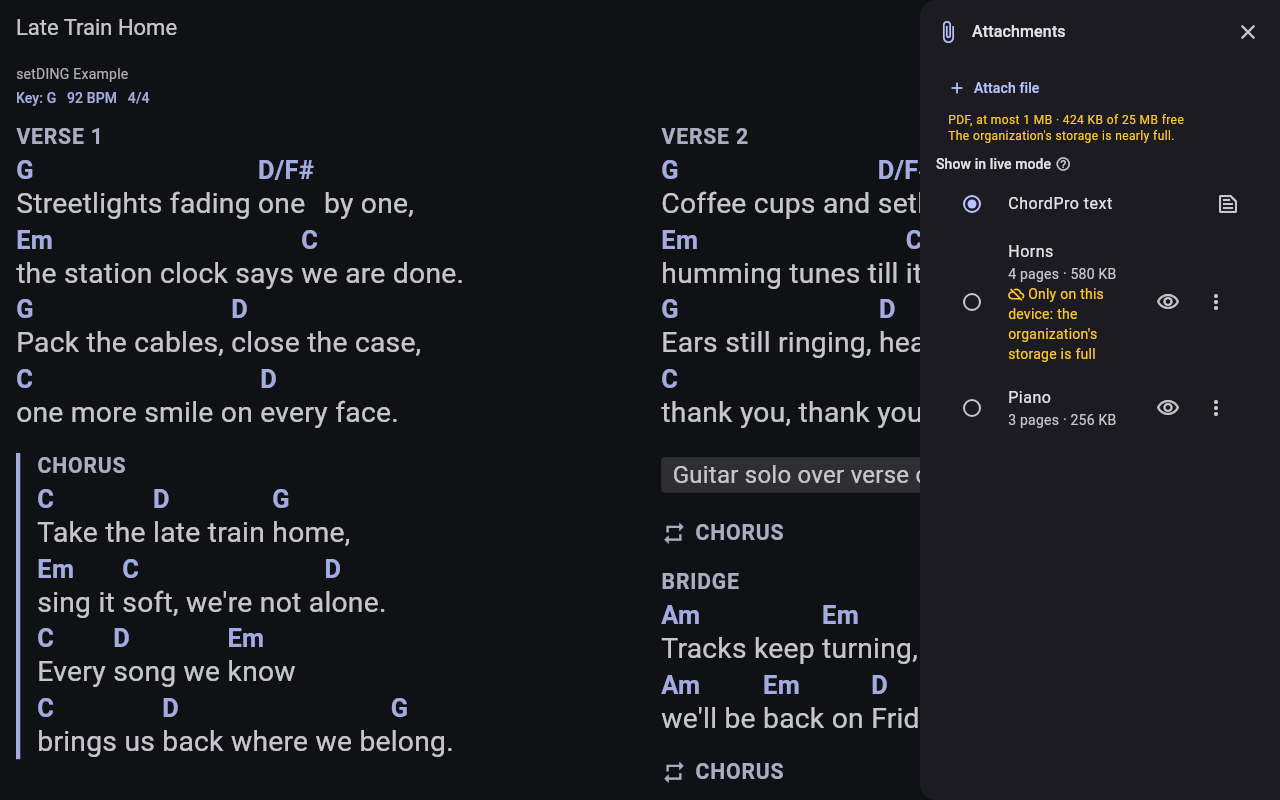 Late Train Home
setDING Example
Key: G 92 BPM 4/4
VERSE 1
G D/F#
Streetlights fading one by one,
Em C
the station clock says we are done.
G D
Pack the cables, close the case,
C D
one more smile on every face.
CHORUS
C D G
Take the late train home,
Em C D
sing it soft, we're not alone.
C D Em
Every song we know
C D G
brings us back where we belong.
VERSE 2
G D/F
Coffee cups and
Em C
humming tunes till it
G D
Ears still ringing,
C
thank you, thank you
Guitar solo over verse
CHORUS
BRIDGE
Am Em
Tracks keep turning,
Am Em D
we'll be back on
CHORUS
Attachments
Attach file
PDF, at most 1 MB · 424 KB of 25 MB free
The organization's storage is nearly full.
Show in live mode
ChordPro text
Horns
4 pages · 580 KB
Only on this
device: the
organization's
storage is full
Piano
3 pages · 256 KB